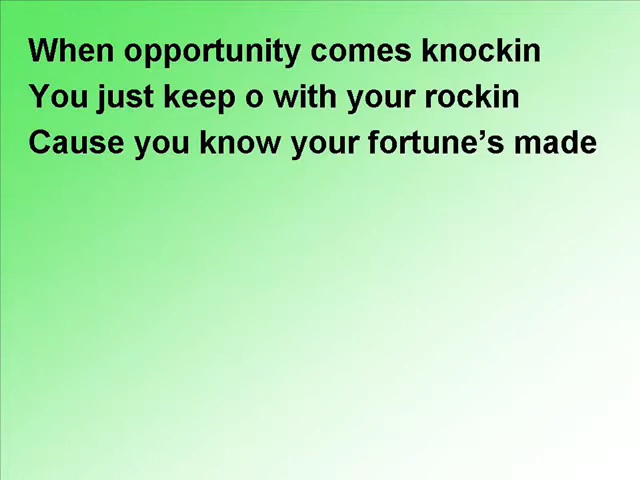 When opportunity comes knockin
You just keep o with your rockin
Cause you know your fortune’s made